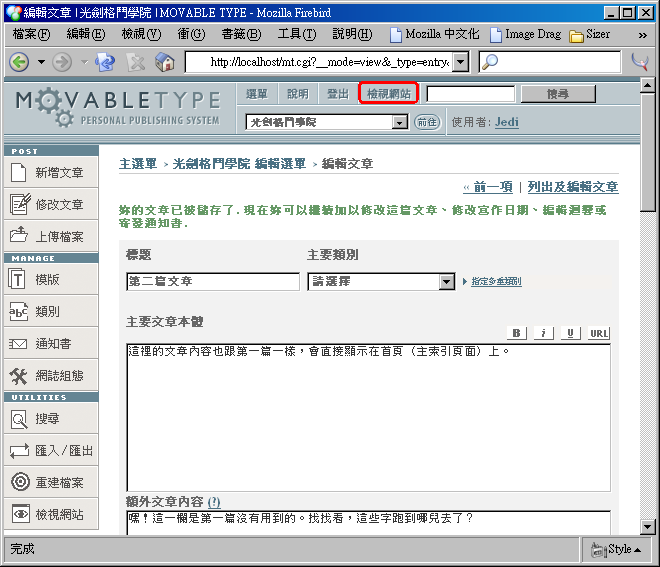 編輯文章 | 光劍格鬥學院 | MOVABLE TYPE - Mozilla Firebird
檔案(F) 編輯(E) 檢視(V) 衝(G) 書籤(B) 工具(T) 說明(H) Mozilla 中文化 Image Drag Sizer
http://localhost/mt.cgi?__mode=view&_type=entry&
MOVABLETYPE
PERSONAL PUBLISHING SYSTEM
選單 說明 登出 檢視網站 搜尋
光劍格鬥學院 前往 使用者: Jedi
POST
新增文章
修改文章
上傳檔案
MANAGE
模版
類別
通知書
網誌組態
UTILITIES
搜尋
匯入/匯出
重建檔案
檢視網站
主選單 > 光劍格鬥學院 編輯選單 > 編輯文章
« 前一項 | 列出及編輯文章
妳的文章已被儲存了. 現在妳可以繼續加以修改這篇文章、修改寫作日期、編輯迴響或
寄發通知書.
標題 主要類別
第二篇文章 請選擇 指定多重類別
主要文章本體
B i U URL
這裡的文章內容也跟第一篇一樣，會直接顯示在首頁（主索引頁面）上。
額外文章內容 (?)
嘿！這一欄是第一篇沒有用到的。找找看，這些字跑到哪兒去了？
完成 Style